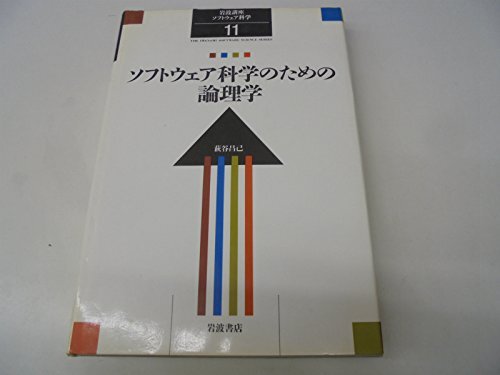 岩波講座
ソフトウェア科学
11
THE IWANAMI SOFTWARE SCIENCE SERIES
ソフトウェア科学のための
論理学
萩谷昌己
岩波書店